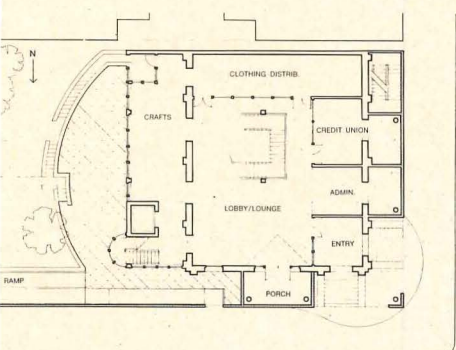 N
CLOTHING DISTRIB.
CRAFTS
CREDIT UNION
ADMIN.
LOBBY/LOUNGE
ENTRY
RAMP
PORCH